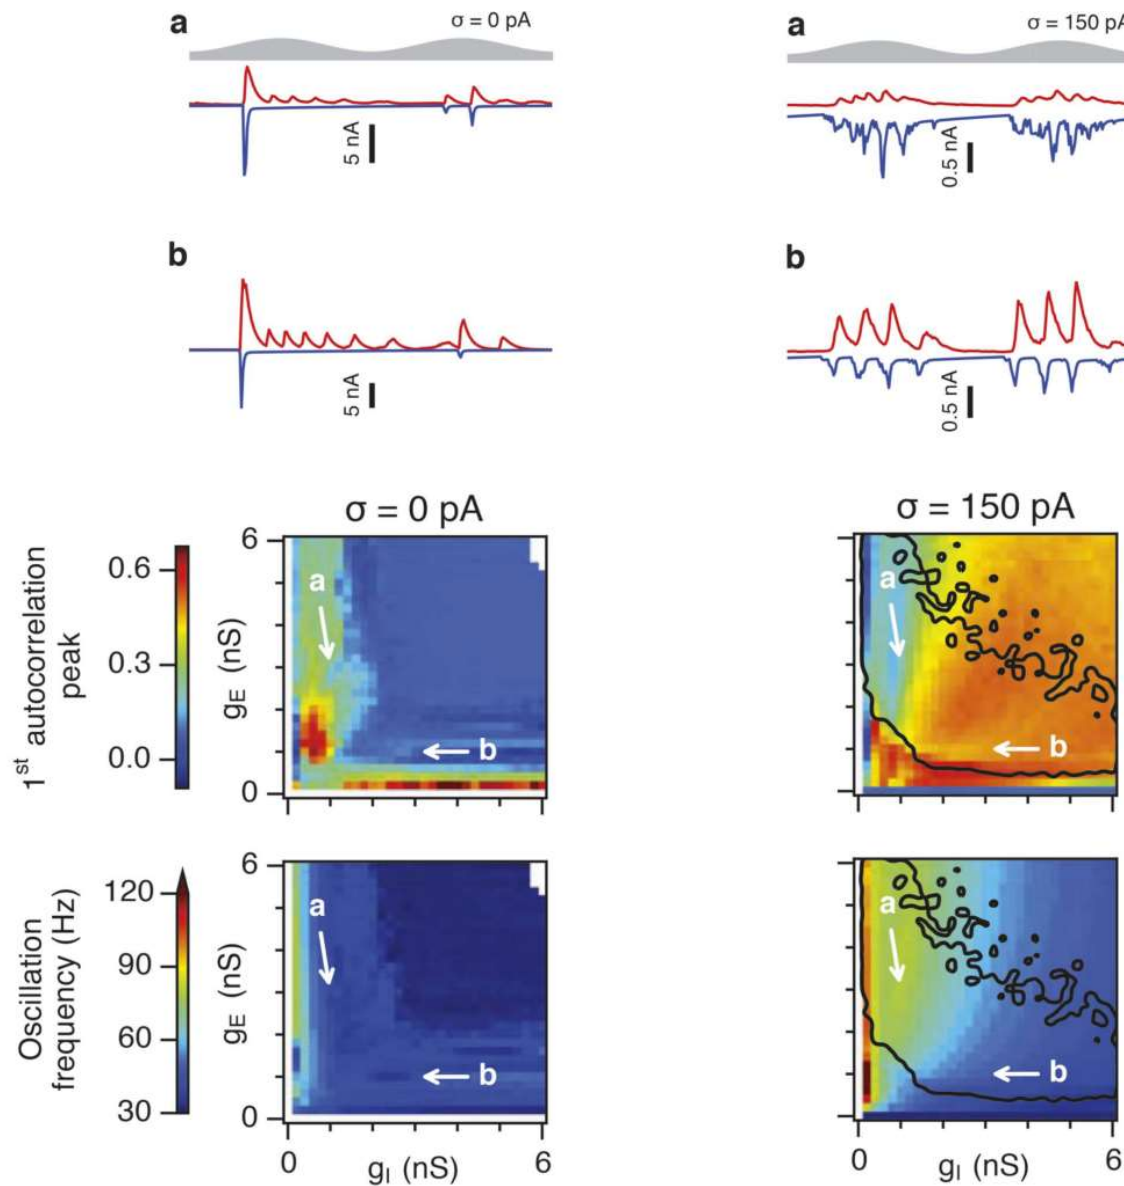 a
σ = 0 pA
5 nA
b
5 nA
a
σ = 150 pA
0.5 nA
b
0.5 nA
σ = 0 pA
1st autocorrelation
peak
0.6
0.3
0.0
gE (nS)
6
0
a
b
σ = 150 pA
a
b
Oscillation
frequency (Hz)
120
90
60
30
gE (nS)
6
0
a
b
0
6
gI (nS)
a
b
0
6
gI (nS)